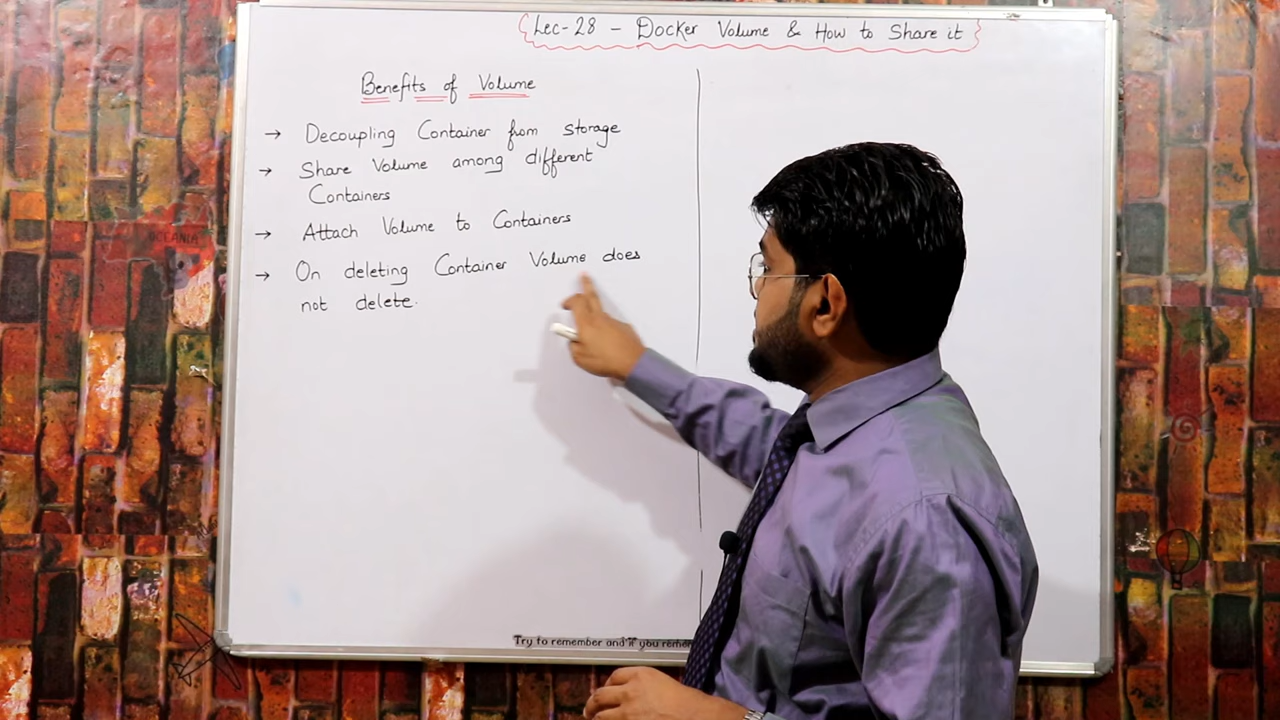 Lec-28 - Docker Volume & How to Share it
Benefits of Volume
→ Decoupling Container from storage
→ Share Volume among different
Containers
→ Attach Volume to Containers
→ On deleting Container Volume does
not delete.
OCEANIA
Try to remember and if you